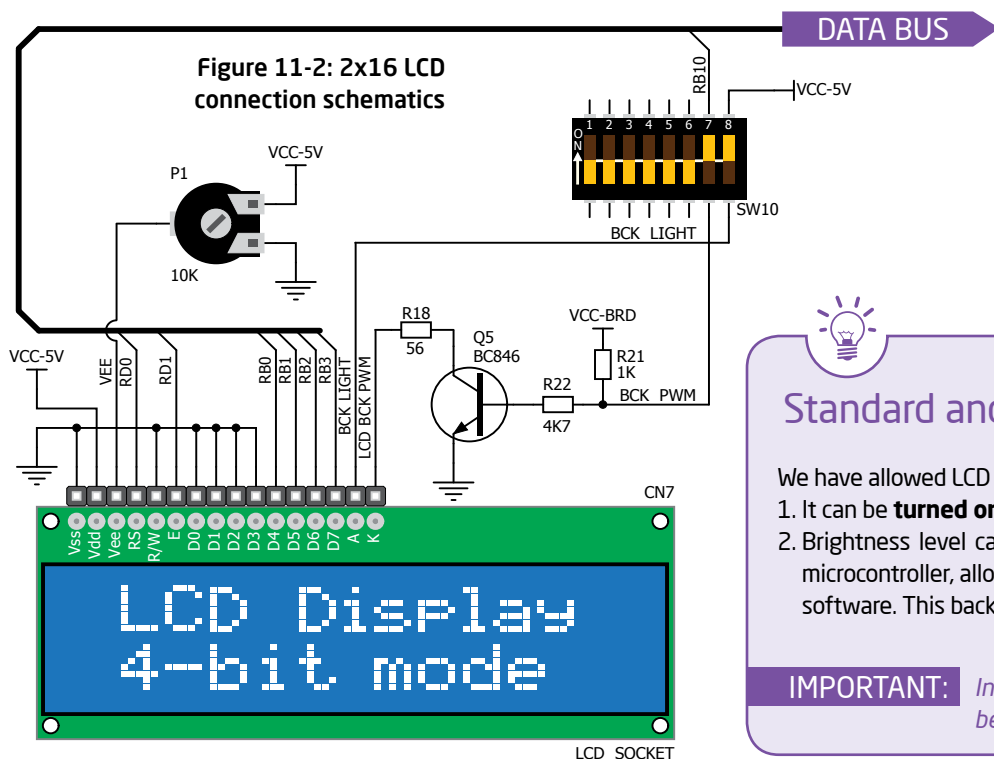 DATA BUS
Figure 11-2: 2x16 LCD
connection schematics
RB10
VCC-5V
1 2 3 4 5 6 7 8
ON
SW10
BCK LIGHT
VCC-5V
P1
10K
R18
56
Q5
BC846
VCC-BRD
R21
1K
R22
4K7
BCK PWM
VCC-5V
VEE
RD0
RD1
RB0
RB1
RB2
RB3
BCK LIGHT
LCD BCK PWM
CN7
Vss
Vdd
Vee
RS
R/W
E
D0
D1
D2
D3
D4
D5
D6
D7
A
K
LCD Display
4-bit mode
LCD SOCKET
Standard and
We have allowed LCD
1. It can be turned on
2. Brightness level ca
microcontroller, allo
software. This back
IMPORTANT:
In
be